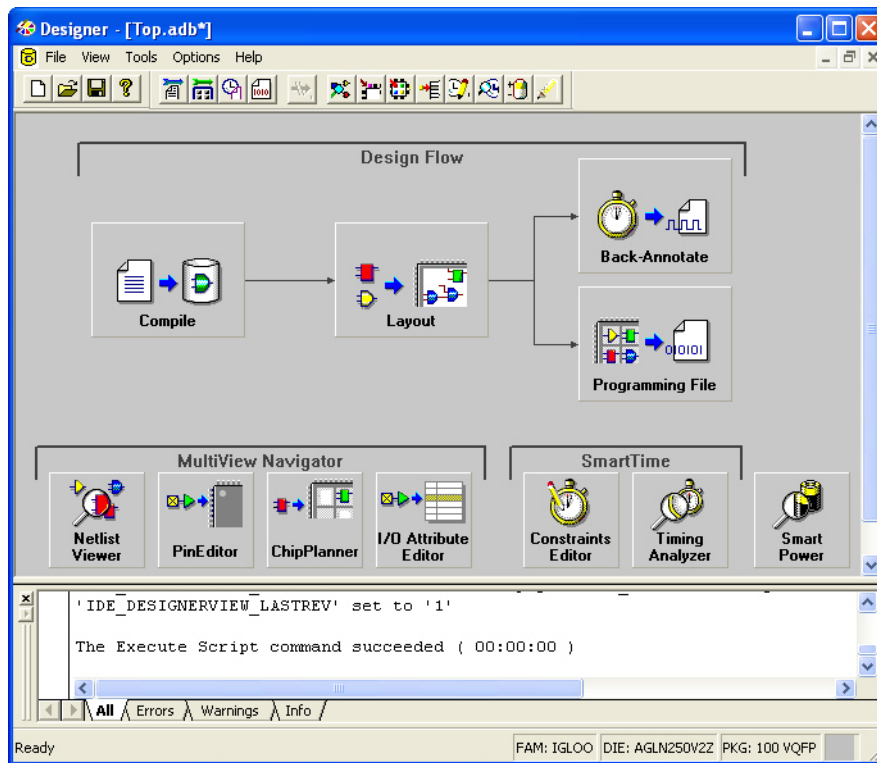 Designer - [Top.adb*]
File View Tools Options Help
Design Flow
Compile
Layout
Back-Annotate
Programming File
MultiView Navigator
SmartTime
Netlist
Viewer
PinEditor
ChipPlanner
I/O Attribute
Editor
Constraints
Editor
Timing
Analyzer
Smart
Power
'IDE_DESIGNERVIEW_LASTREV' set to '1'
The Execute Script command succeeded ( 00:00:00 )
All Errors Warnings Info
Ready
FAM: IGLOO DIE: AGLN250V2Z PKG: 100 VQFP